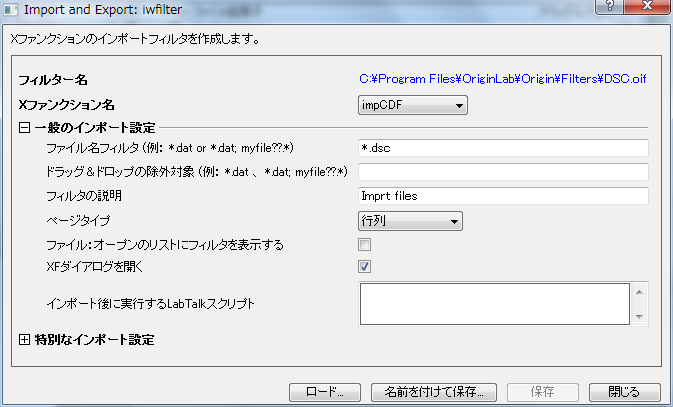 Import and Export: iwfilter
Xファンクションのインポートフィルタを作成します。
フィルター名 C:¥Program Files¥OriginLab¥Origin¥Filters¥DSC.oif
Xファンクション名 impCDF
一般のインポート設定
ファイル名フィルタ (例: *.dat or *.dat; myfile??.*) *.dsc
ドラッグ&ドロップの除外対象 (例: *.dat 、 *.dat; myfile??.*)
フィルタの説明 Imprt files
ページタイプ 行列
ファイル:オープンのリストにフィルタを表示する
XFダイアログを開く
インポート後に実行するLabTalkスクリプト
特別なインポート設定
ロード... 名前を付けて保存... 保存 閉じる